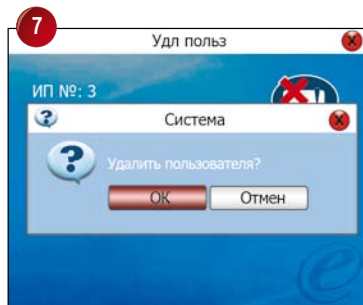 7
Удл польз
ИП №: 3
Система
Удалить пользователя?
OK
Отмен